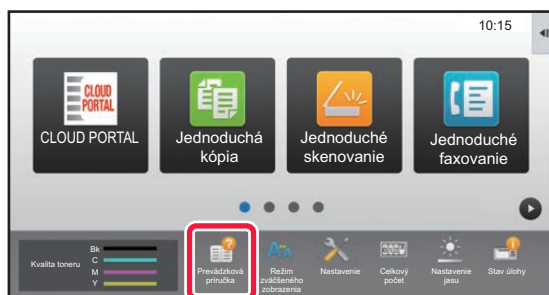 10:15
CLOUD
PORTAL
CLOUD PORTAL
Jednoduchá
kópia
Jednoduché
skenovanie
Jednoduché
faxovanie
Kvalita toneru
Bk
C
M
Y
Prevádzková
príručka
Režim
zväčšeného
zobrazenia
Nastavenie
Celkový
počet
Nastavenie
jasu
Stav úlohy